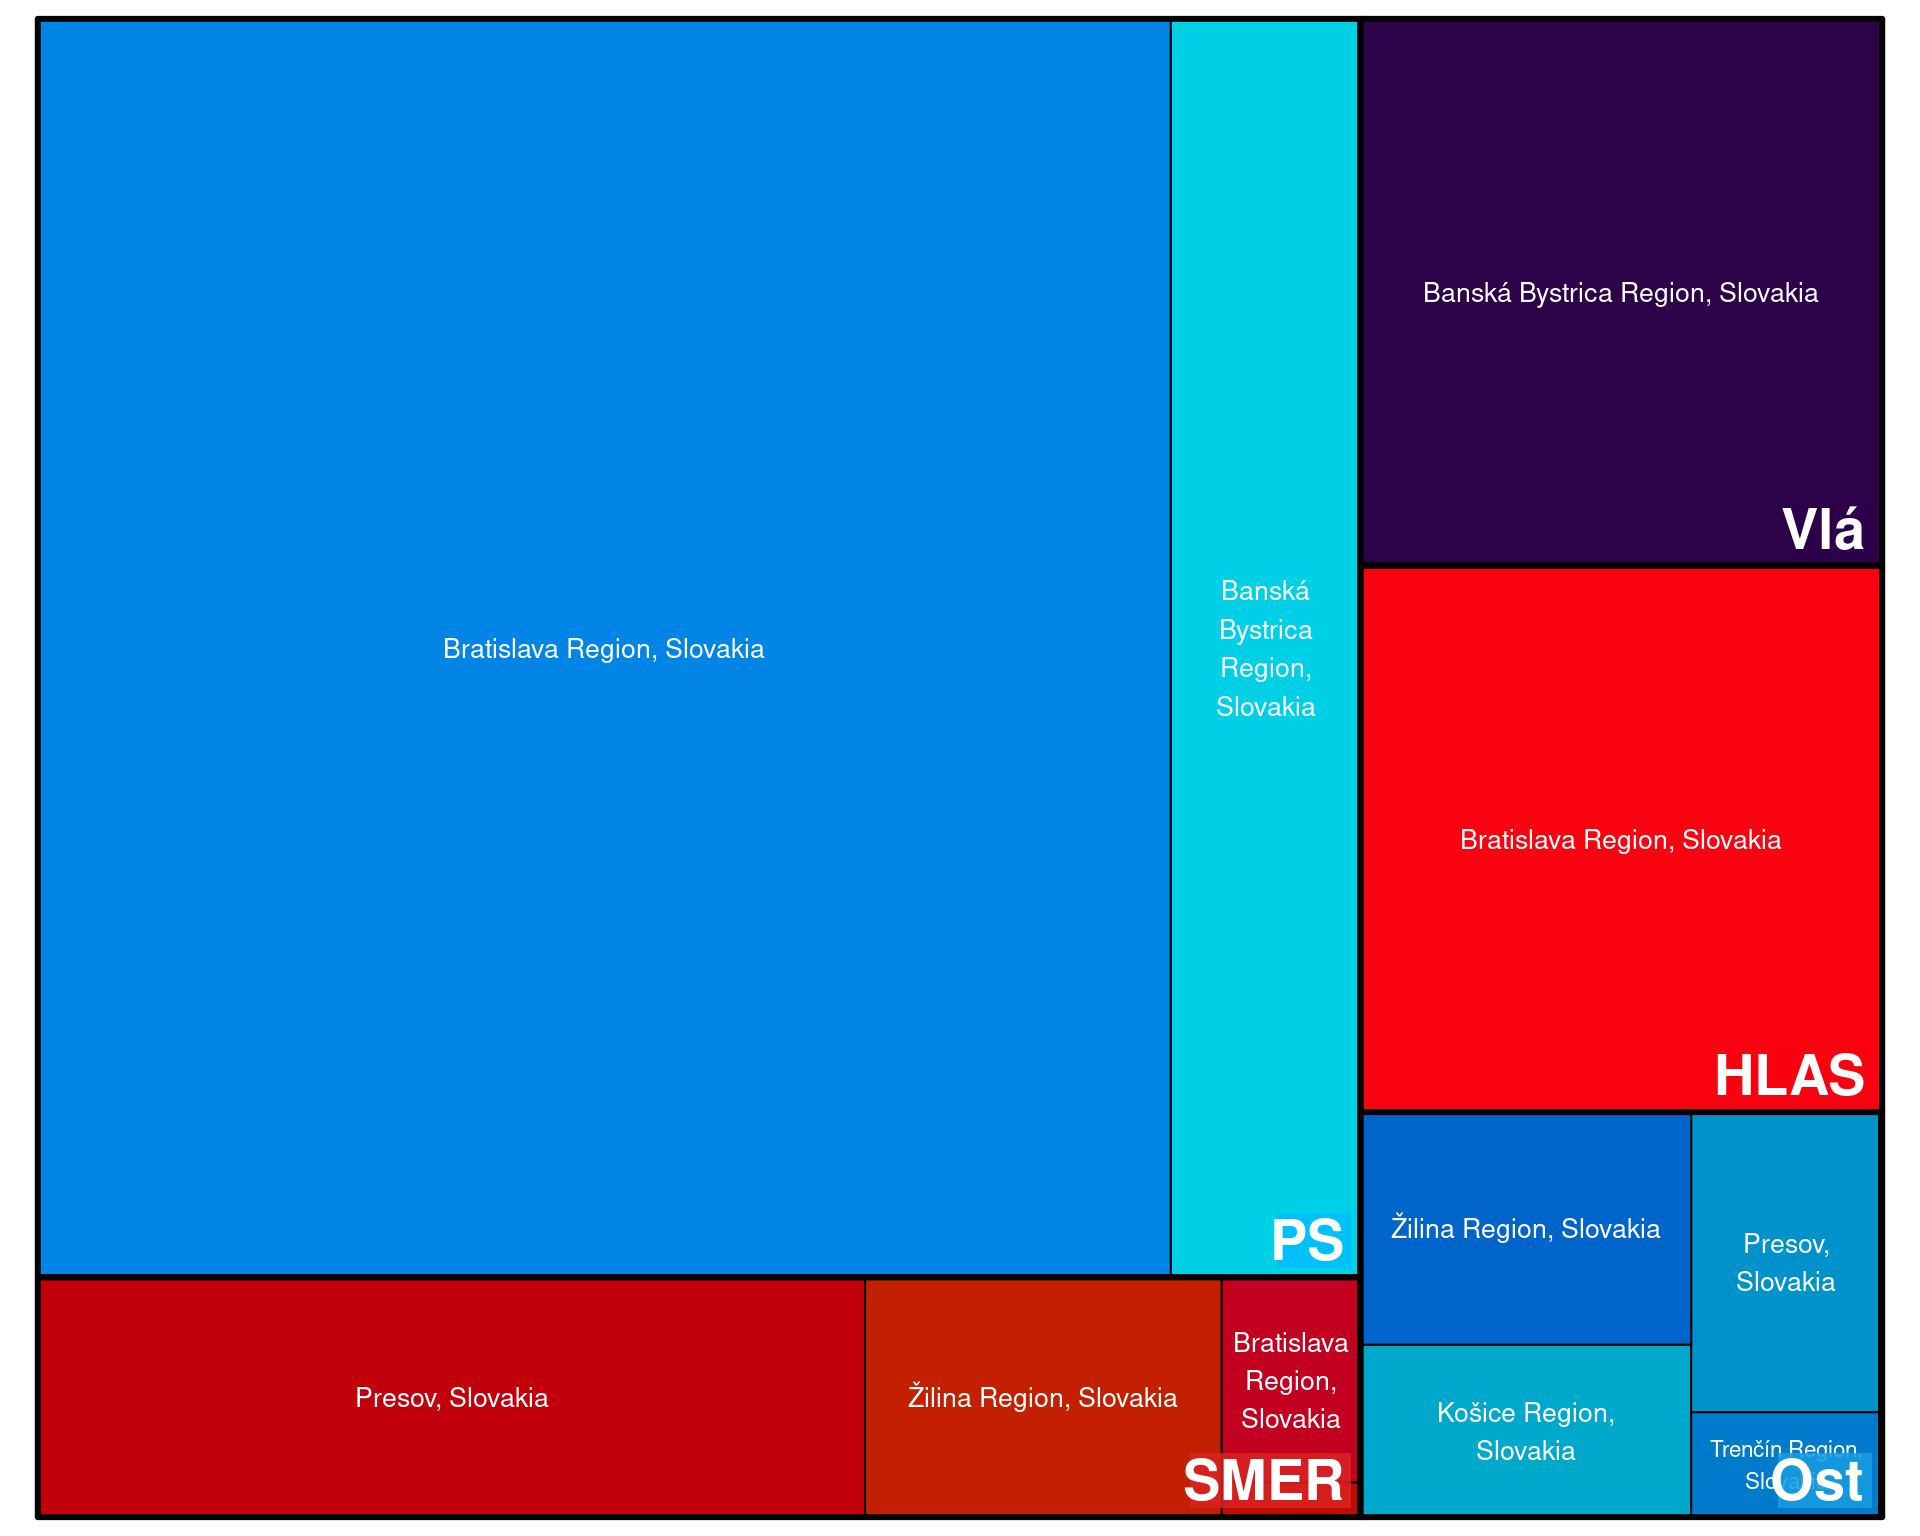 Bratislava Region, Slovakia
Banská
Bystrica
Region,
Slovakia
PS
Banská Bystrica Region, Slovakia
Vlá
Bratislava Region, Slovakia
HLAS
Presov, Slovakia
Žilina Region, Slovakia
Bratislava
Region,
Slovakia
SMER
Žilina Region, Slovakia
Presov,
Slovakia
Košice Region,
Slovakia
Trenčín Region,
Ost